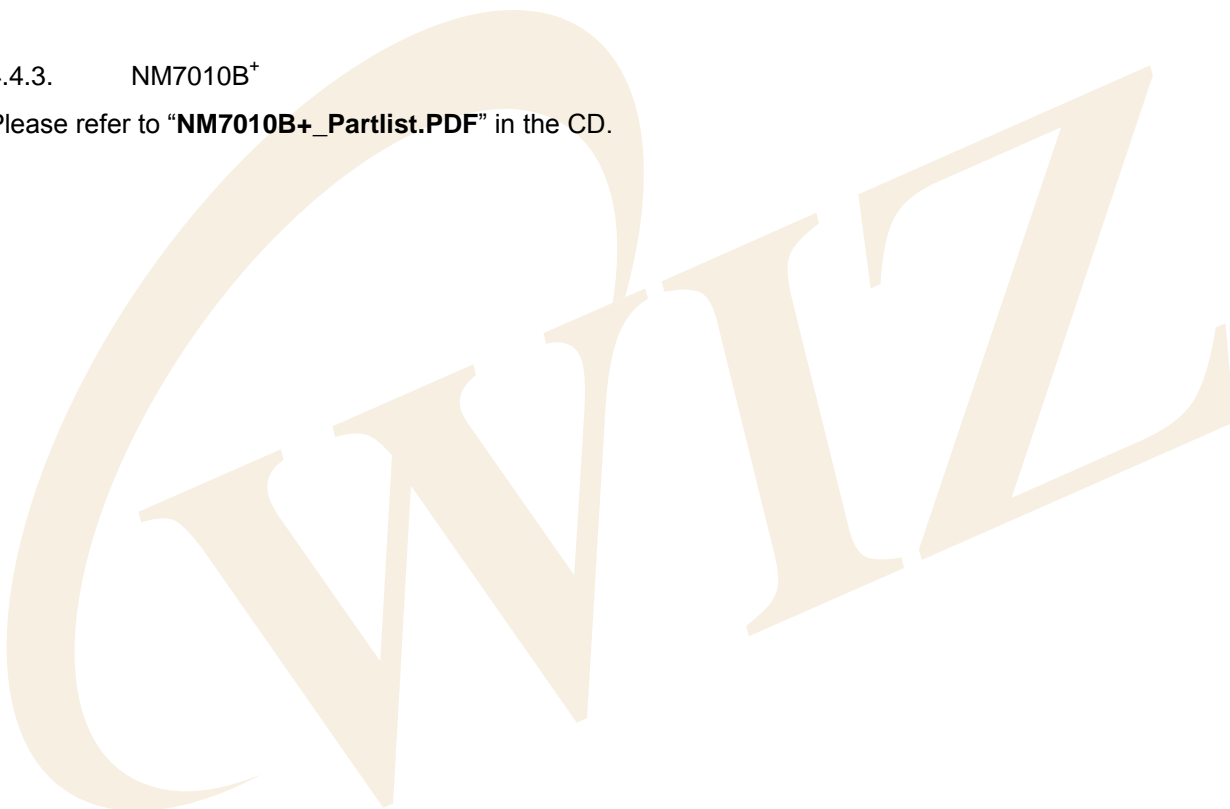 .4.3. NM7010B+
Please refer to “NM7010B+_Partlist.PDF” in the CD.
WIZ